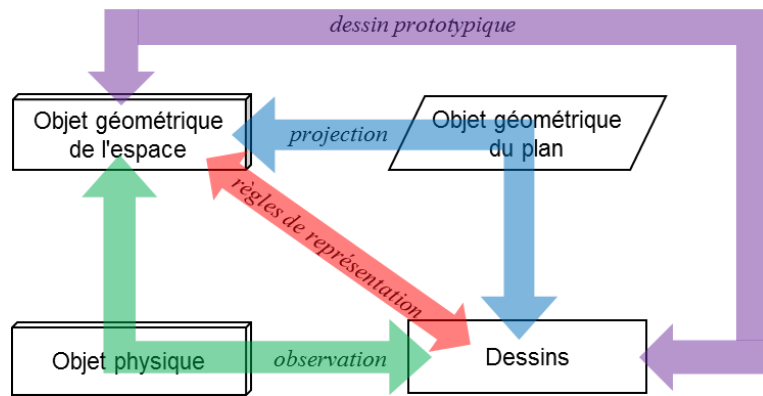 dessin prototypique
Objet géométrique
de l'espace
projection
Objet géométrique
du plan
règles de représentation
Objet physique
observation
Dessins